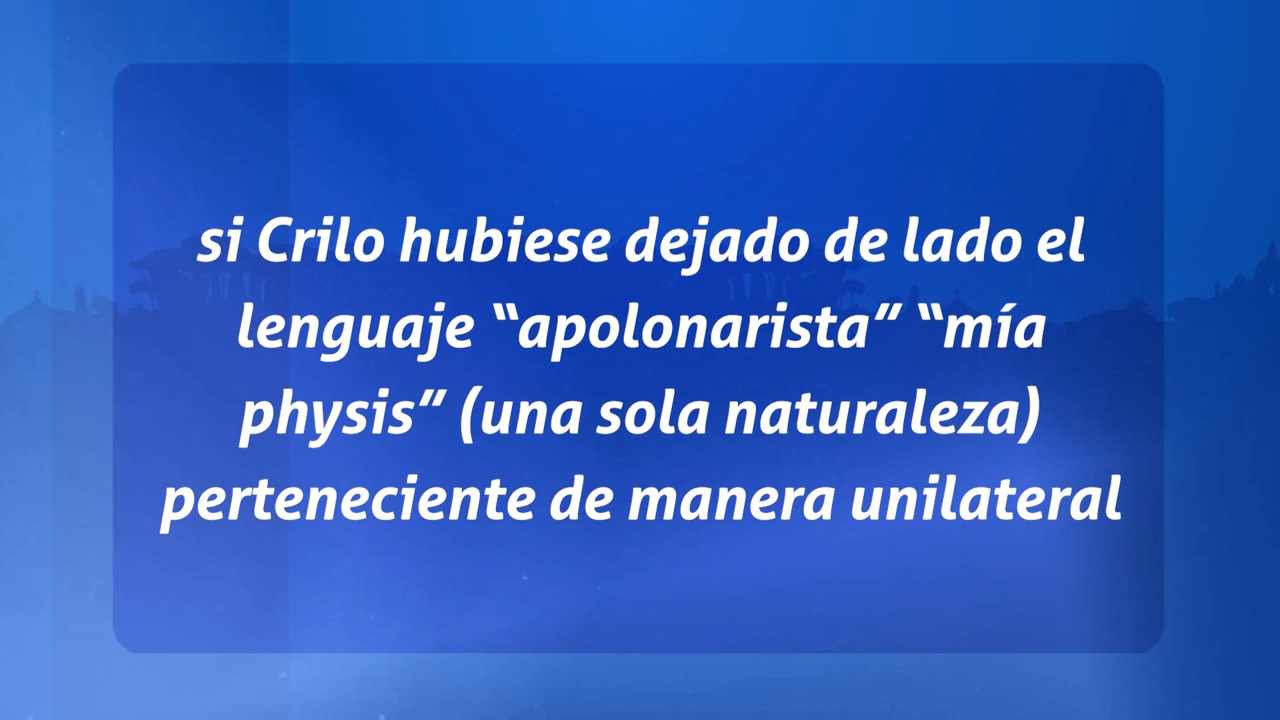 si Crilo hubiese dejado de lado el
lenguaje “apolonarista” “mía
physis” (una sola naturaleza)
perteneciente de manera unilateral